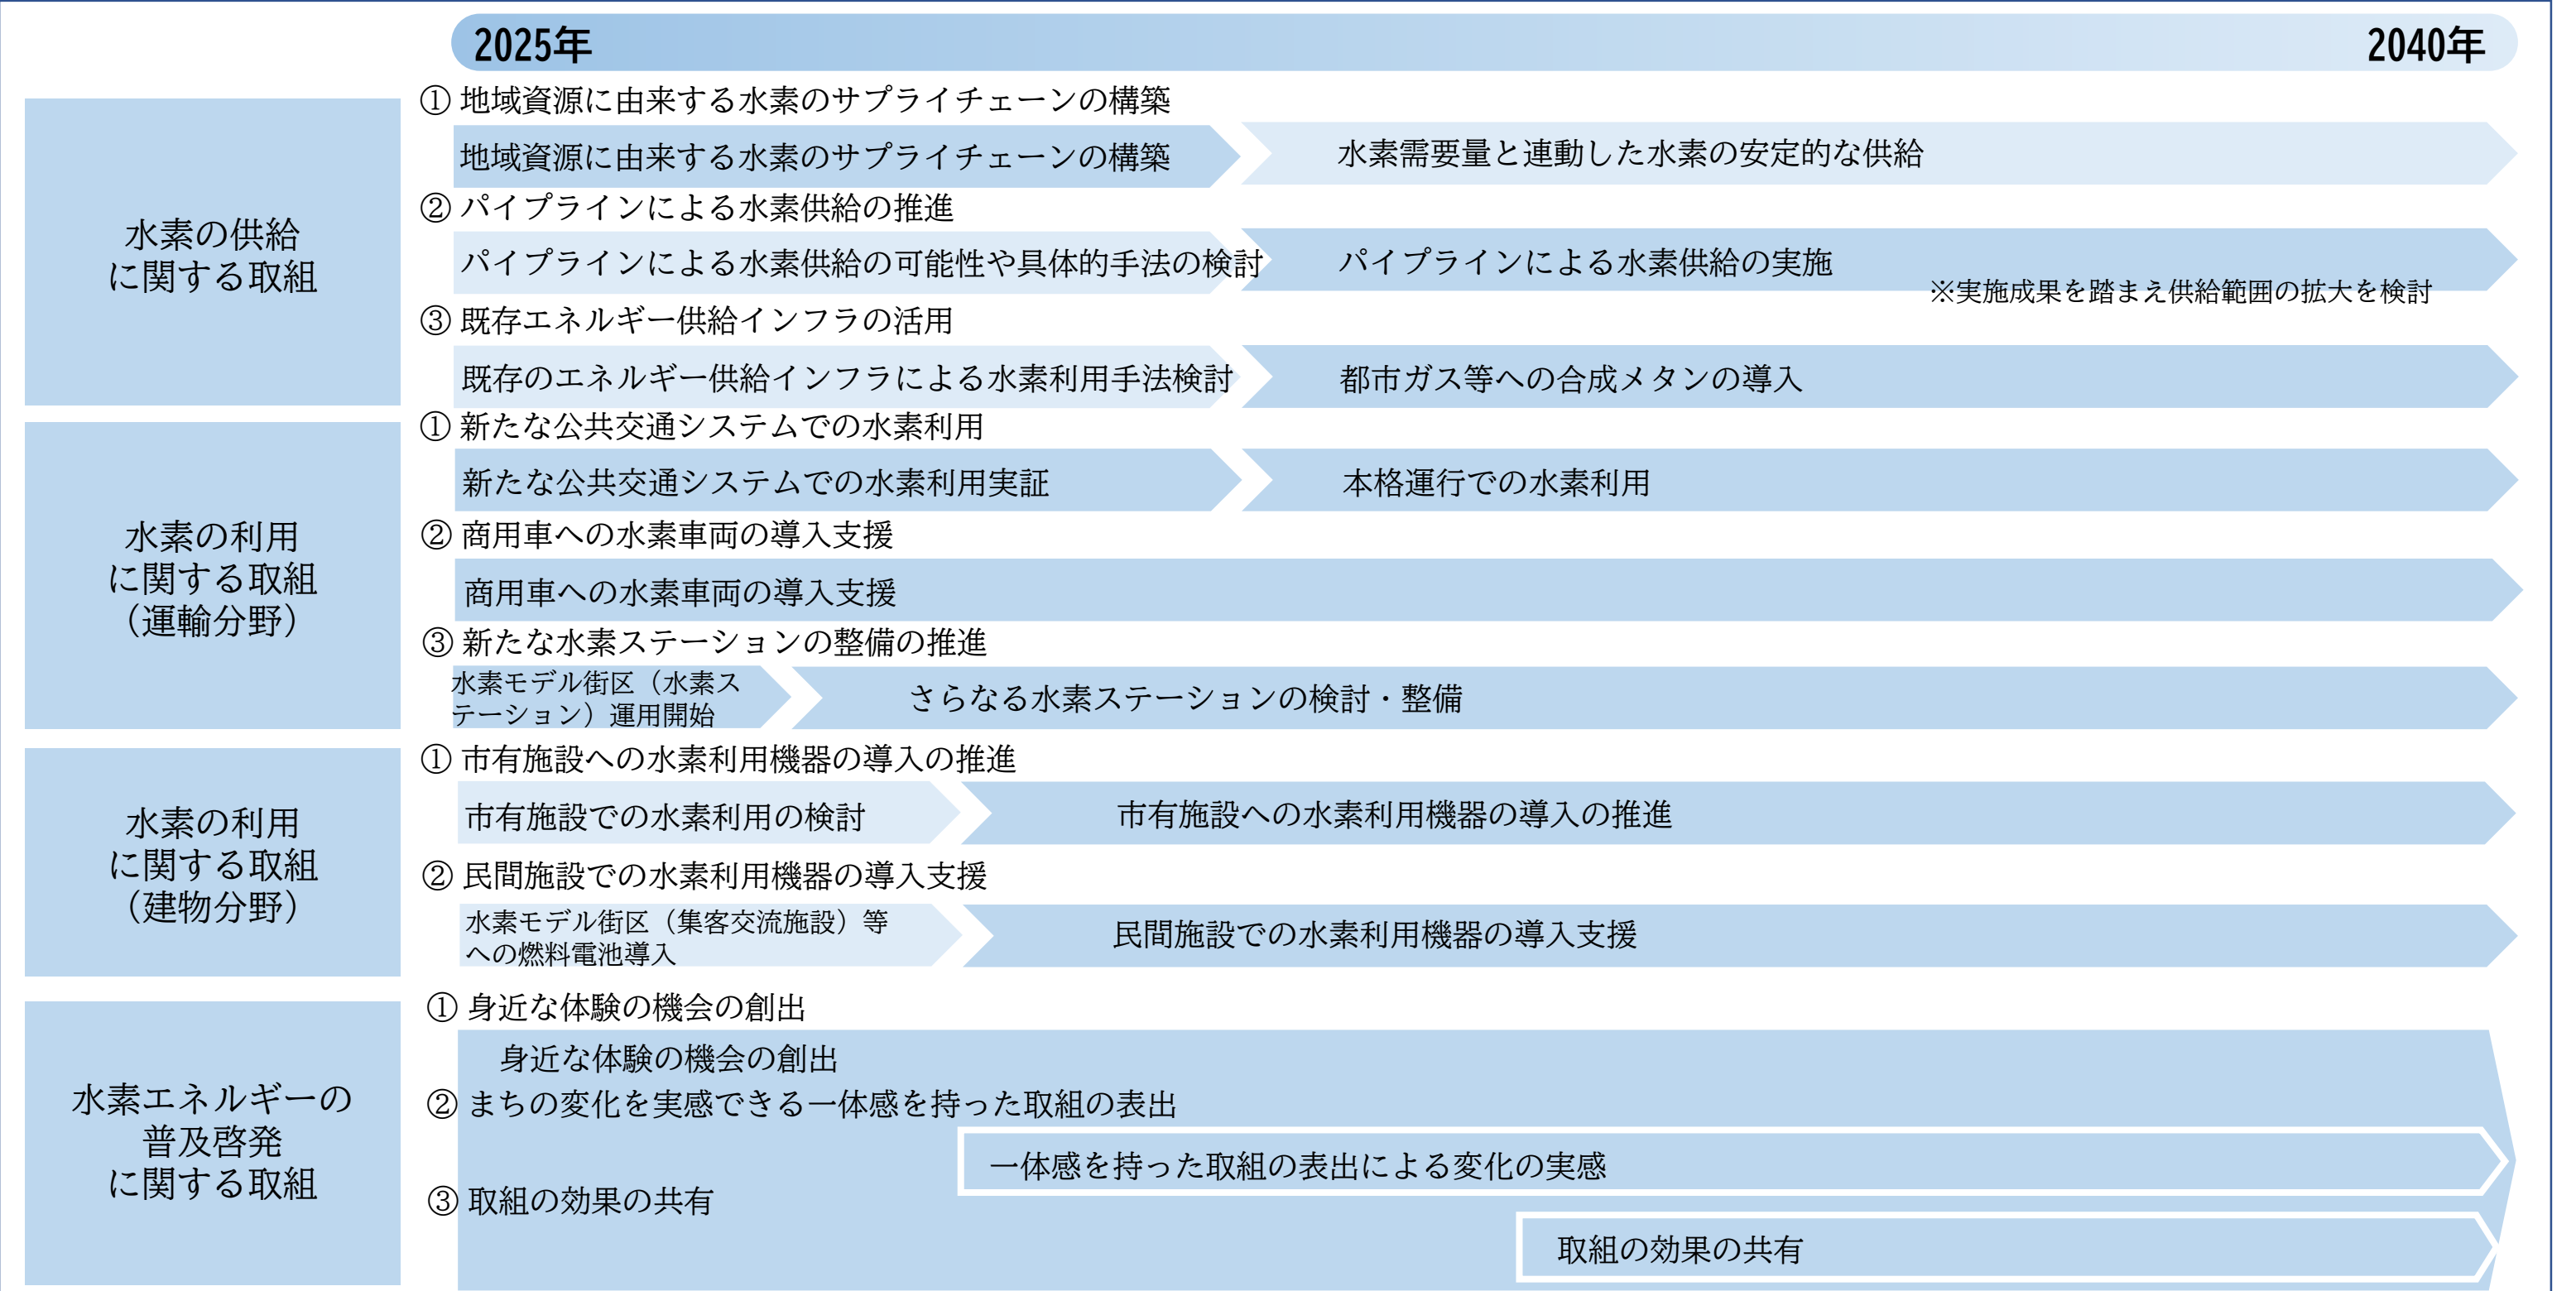 2025年
2040年
水素の供給
に関する取組
① 地域資源に由来する水素のサプライチェーンの構築
地域資源に由来する水素のサプライチェーンの構築
水素需要量と連動した水素の安定的な供給
② パイプラインによる水素供給の推進
パイプラインによる水素供給の可能性や具体的手法の検討
パイプラインによる水素供給の実施
※実施成果を踏まえ供給範囲の拡大を検討
③ 既存エネルギー供給インフラの活用
既存のエネルギー供給インフラによる水素利用手法検討
都市ガス等への合成メタンの導入
水素の利用
に関する取組
（運輸分野）
① 新たな公共交通システムでの水素利用
新たな公共交通システムでの水素利用実証
本格運行での水素利用
② 商用車への水素車両の導入支援
商用車への水素車両の導入支援
③ 新たな水素ステーションの整備の推進
水素モデル街区（水素ス
テーション）運用開始
さらなる水素ステーションの検討・整備
水素の利用
に関する取組
（建物分野）
① 市有施設への水素利用機器の導入の推進
市有施設での水素利用の検討
市有施設への水素利用機器の導入の推進
② 民間施設での水素利用機器の導入支援
水素モデル街区（集客交流施設）等
への燃料電池導入
民間施設での水素利用機器の導入支援
水素エネルギーの
普及啓発
に関する取組
① 身近な体験の機会の創出
身近な体験の機会の創出
② まちの変化を実感できる一体感を持った取組の表出
一体感を持った取組の表出による変化の実感
③ 取組の効果の共有
取組の効果の共有